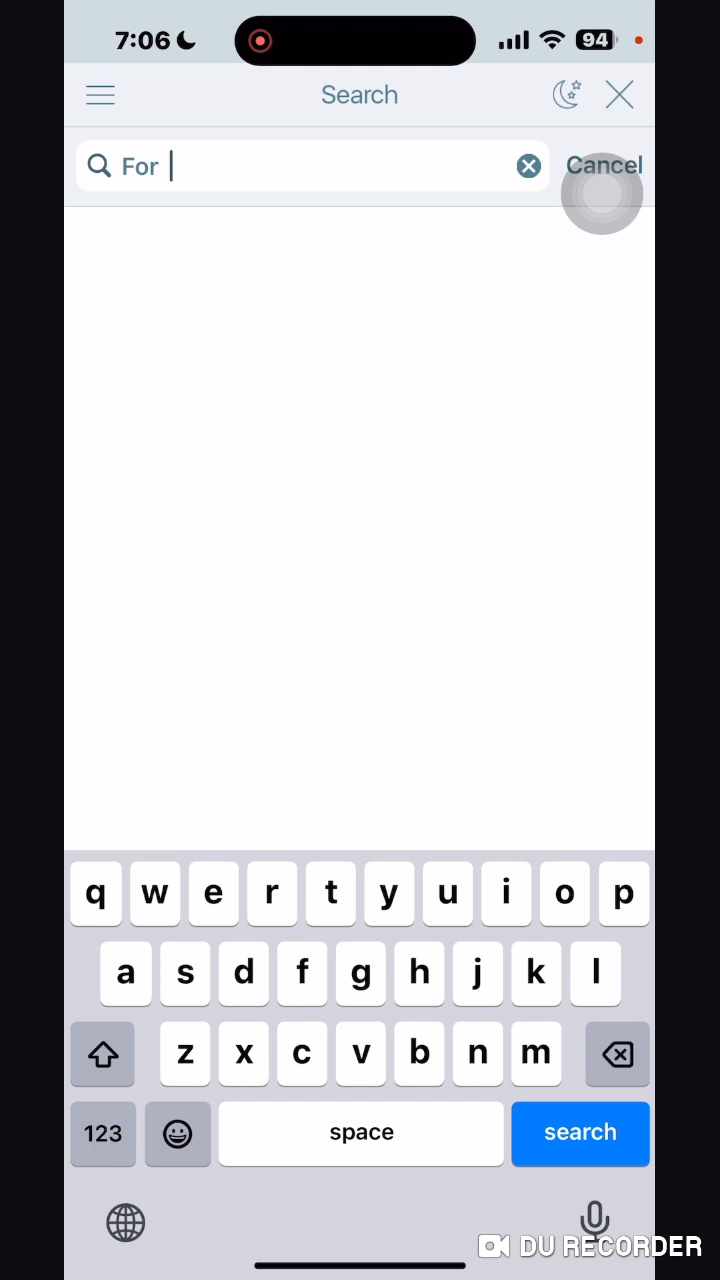 7:06
94
Search
For
Cancel
q w e r t y u i o p
a s d f g h j k l
z x c v b n m
123 space search
DU RECORDER